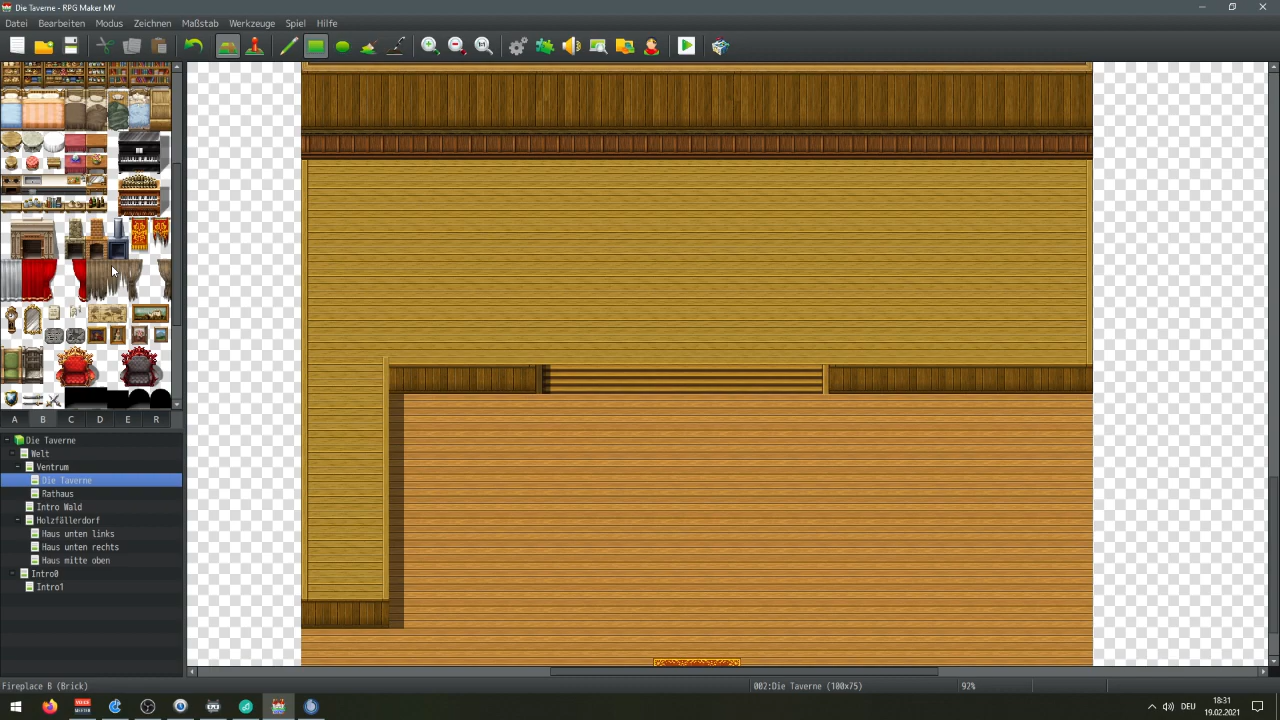 Die Taverne - RPG Maker MV
Datei Bearbeiten Modus Zeichnen Maßstab Werkzeuge Spiel Hilfe
A B C D E R
Die Taverne
Welt
Ventrum
Die Taverne
Rathaus
Intro Wald
Holzfällerdorf
Haus unten links
Haus unten rechts
Haus mitte oben
Intro0
Intro1
Fireplace B (Brick) 002:Die Taverne (100x75) 92%
VOICE MEETER DEU 18:31
19.02.2021